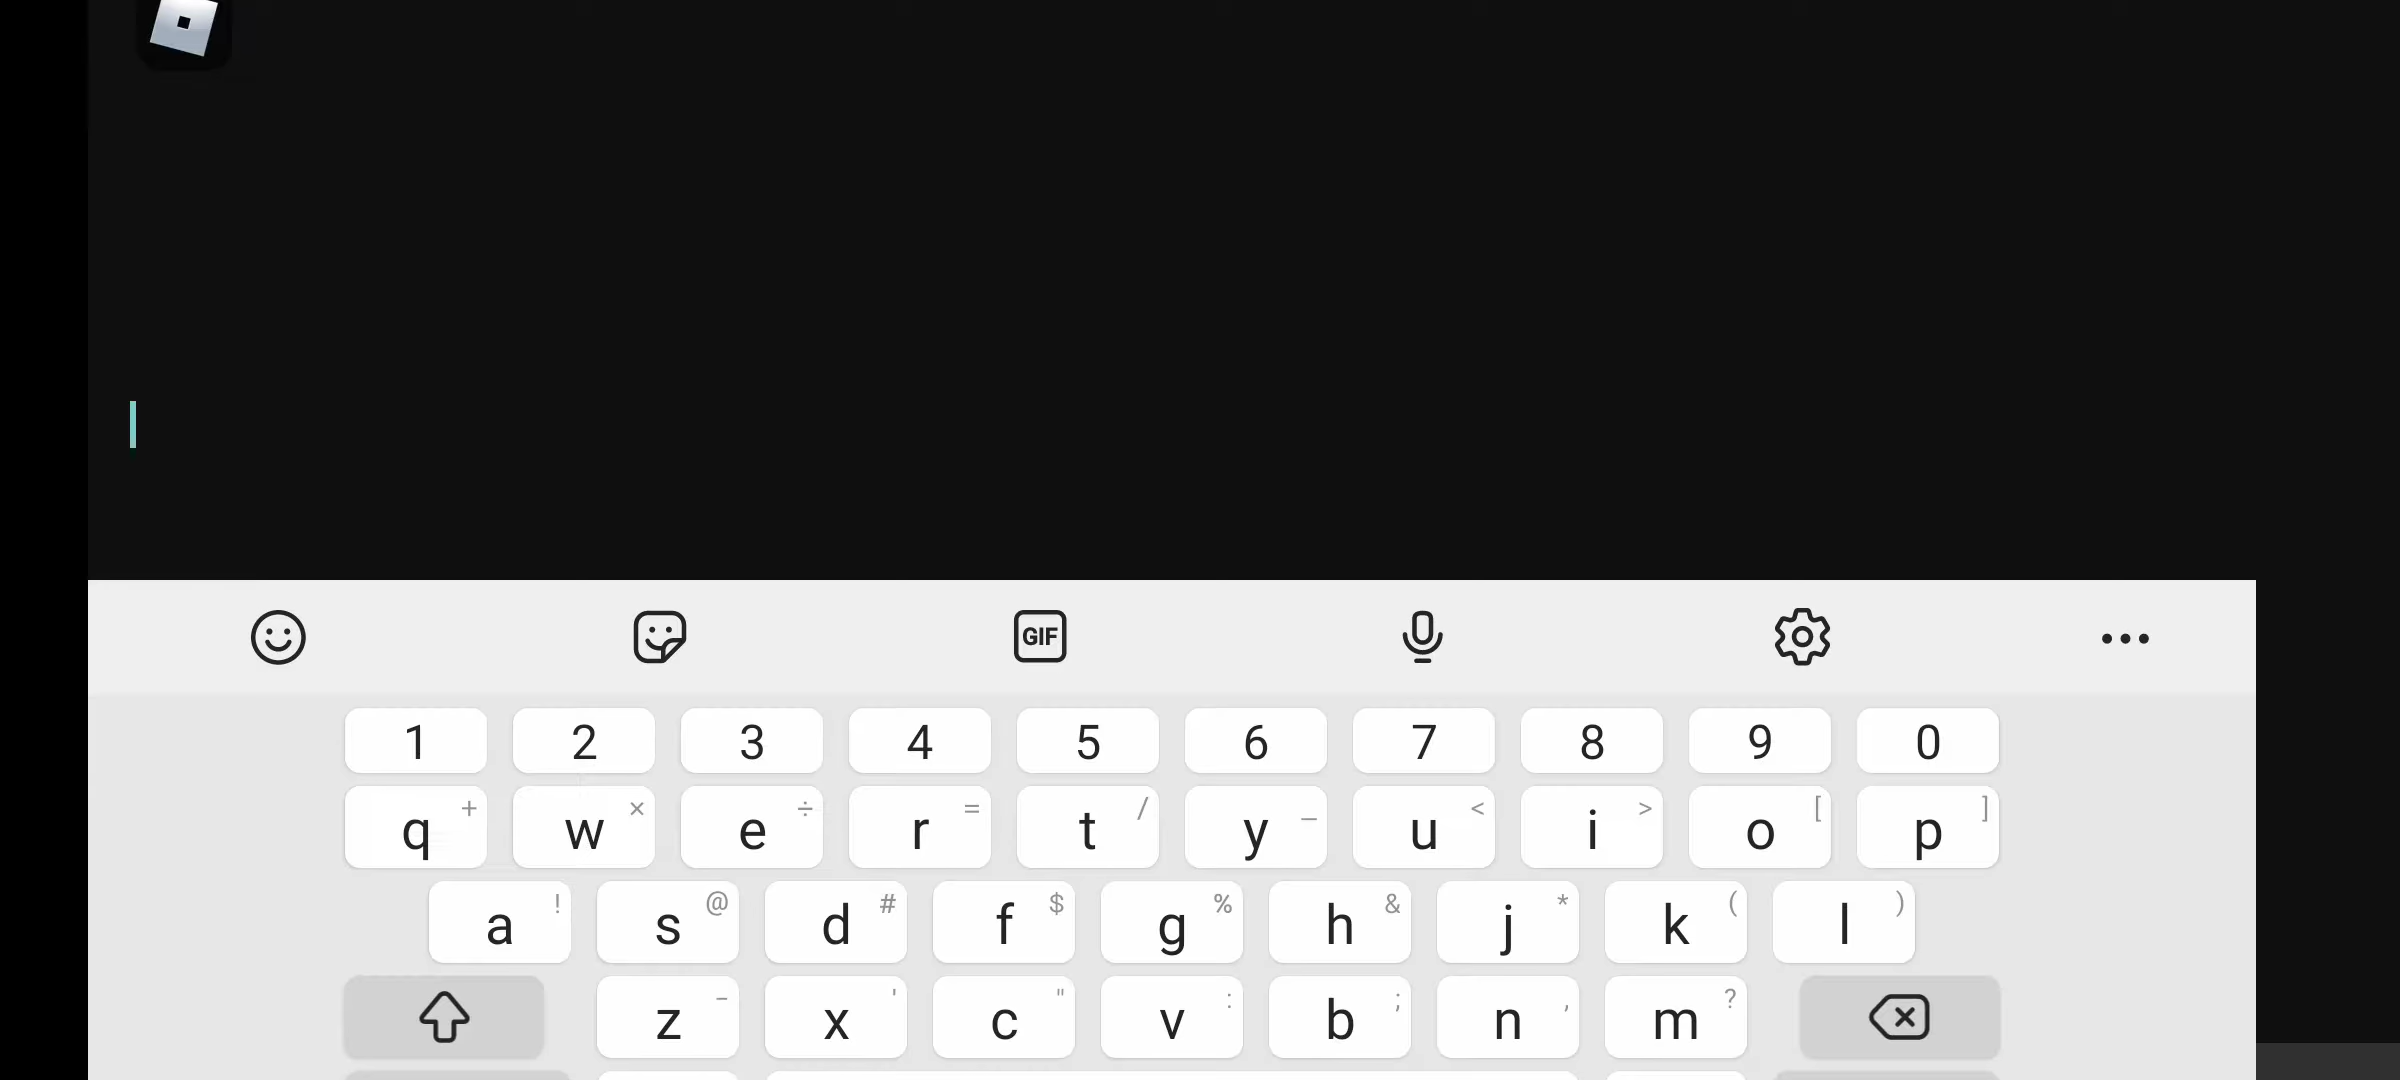 GIF
1 2 3 4 5 6 7 8 9 0
q + w × e ÷ r = t / y _ u < i > o [ p ]
a ! s @ d # f $ g % h & j * k ( l )
z - x ' c " v : b ; n , m ?